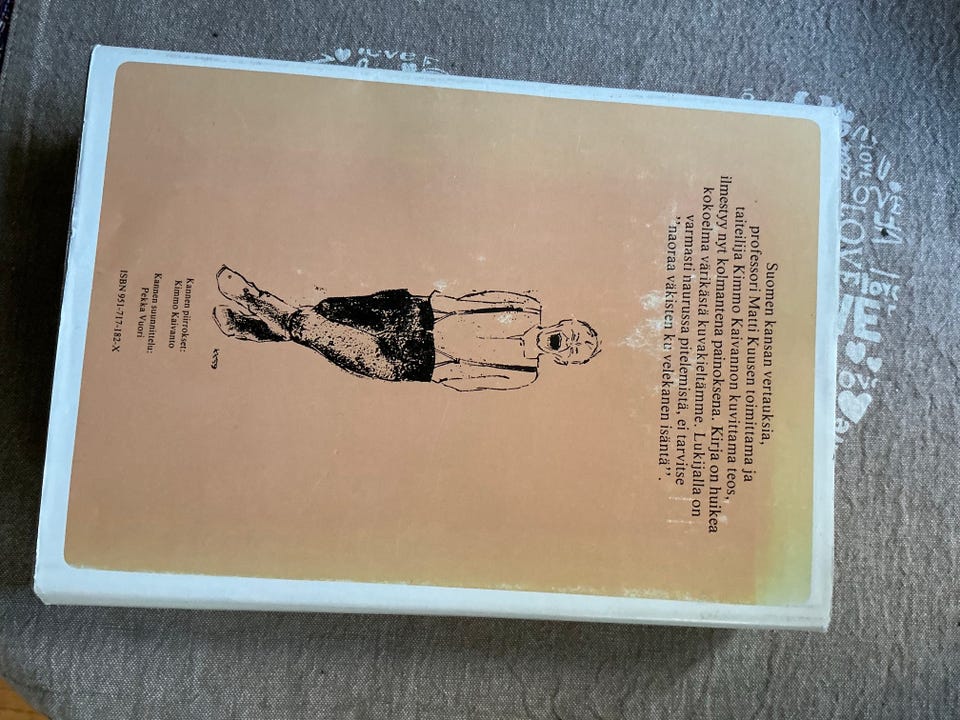 Suomen kansan vertauksia,
professori Matti Kuusen toimittama ja
taiteilija Kimmo Kaivannon kuvittama teos,
ilmestyy nyt kolmantena painoksena. Kirja on huikea
kokoelma värikästä kuvakieltämme. Lukijalla on
varmasti naurussa pitelemistä, ei tarvitse
"naoraa väkisten ku velekanen isäntä".
Kannen piirrokset:
Kimmo Kaivanto
Kannen suunnittelu:
Pekka Vuori
ISBN 951-717-182-X
love